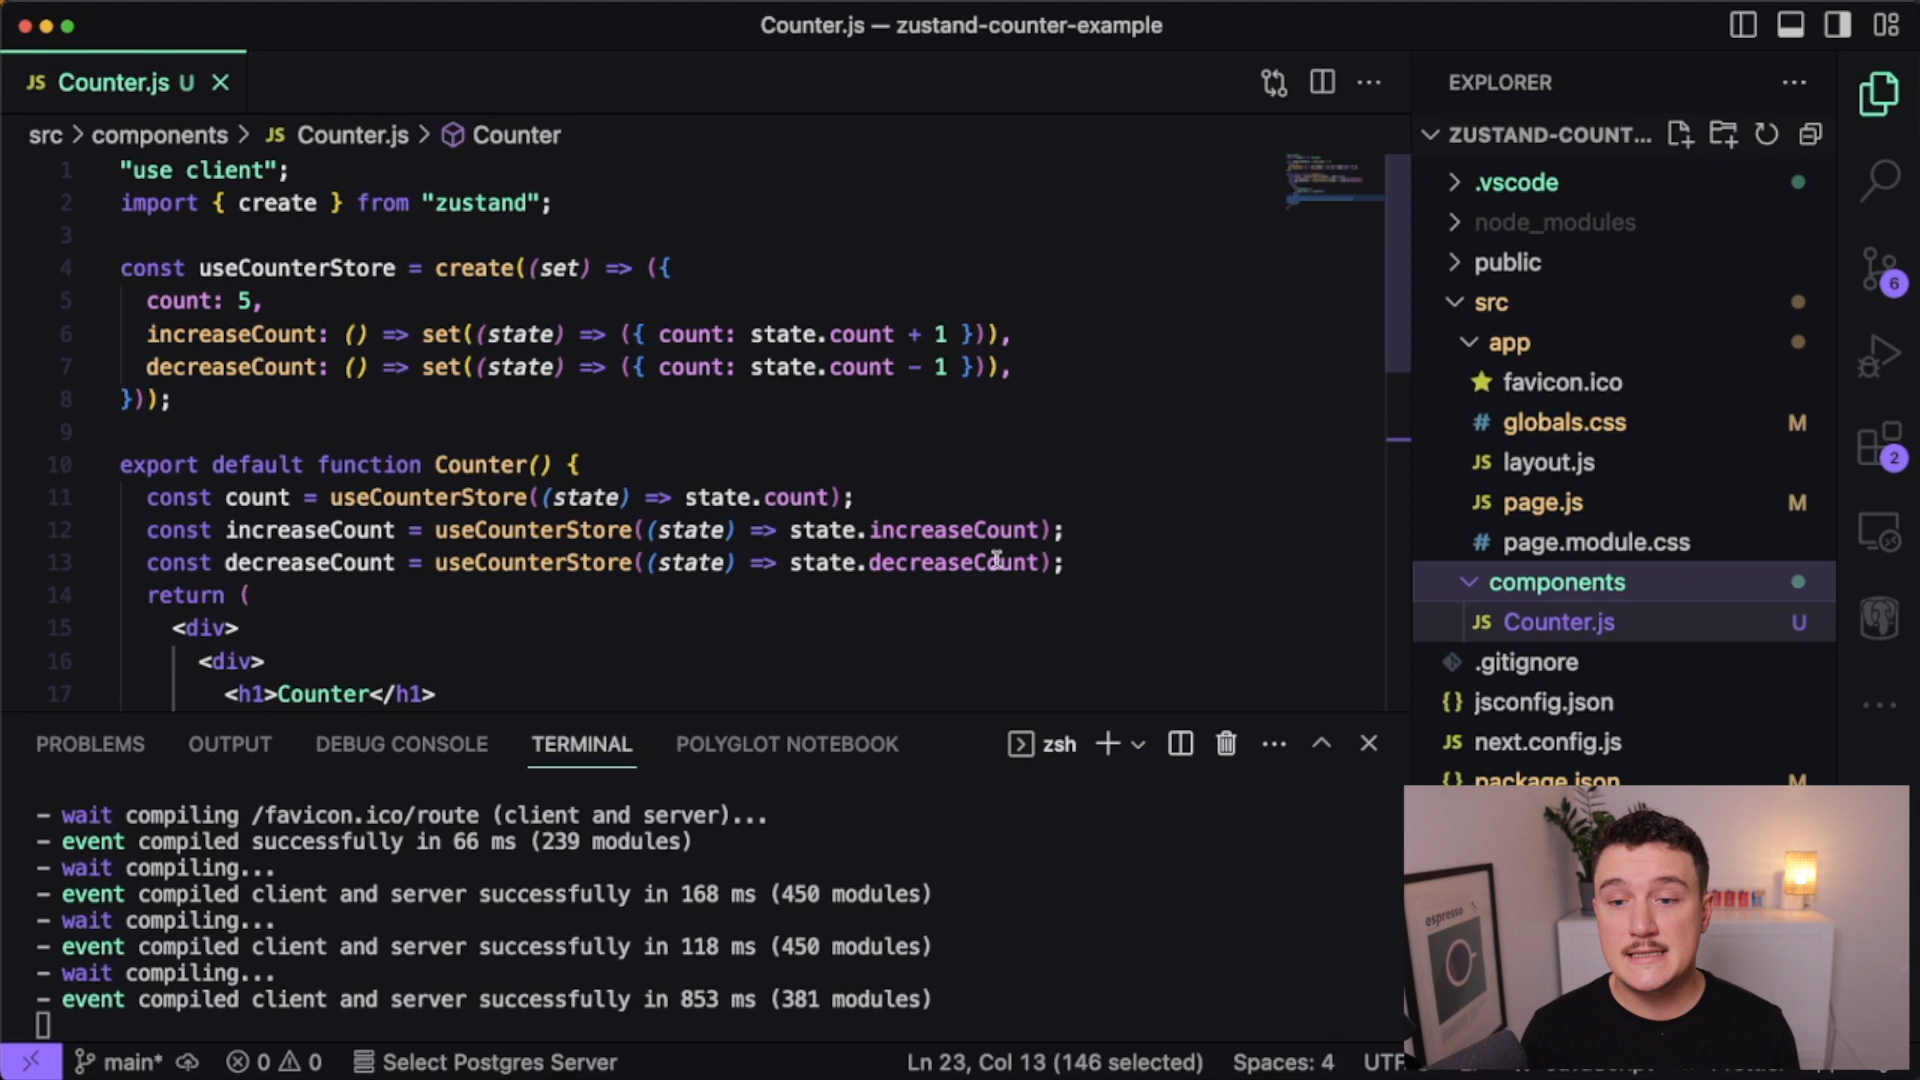 Counter.js — zustand-counter-example
JS Counter.js U
src > components > JS Counter.js > Counter
1 "use client";
2 import { create } from "zustand";
3
4 const useCounterStore = create((set) => ({
5 count: 5,
6 increaseCount: () => set((state) => ({ count: state.count + 1 })),
7 decreaseCount: () => set((state) => ({ count: state.count - 1 })),
8 }));
9
10 export default function Counter() {
11 const count = useCounterStore((state) => state.count);
12 const increaseCount = useCounterStore((state) => state.increaseCount);
13 const decreaseCount = useCounterStore((state) => state.decreaseCount);
14 return (
15 <div>
16 <div>
17 <h1>Counter</h1>
PROBLEMS OUTPUT DEBUG CONSOLE TERMINAL POLYGLOT NOTEBOOK zsh
- wait compiling /favicon.ico/route (client and server)...
- event compiled successfully in 66 ms (239 modules)
- wait compiling...
- event compiled client and server successfully in 168 ms (450 modules)
- wait compiling...
- event compiled client and server successfully in 118 ms (450 modules)
- wait compiling...
- event compiled client and server successfully in 853 ms (381 modules)
EXPLORER
ZUSTAND-COUNT...
.vscode
node_modules
public
src
app
favicon.ico
# globals.css M
JS layout.js
JS page.js M
# page.module.css
components
JS Counter.js U
.gitignore
{} jsconfig.json
JS next.config.js
{} package.json M
6
2
espresso
main* 0 0 Select Postgres Server Ln 23, Col 13 (146 selected) Spaces: 4